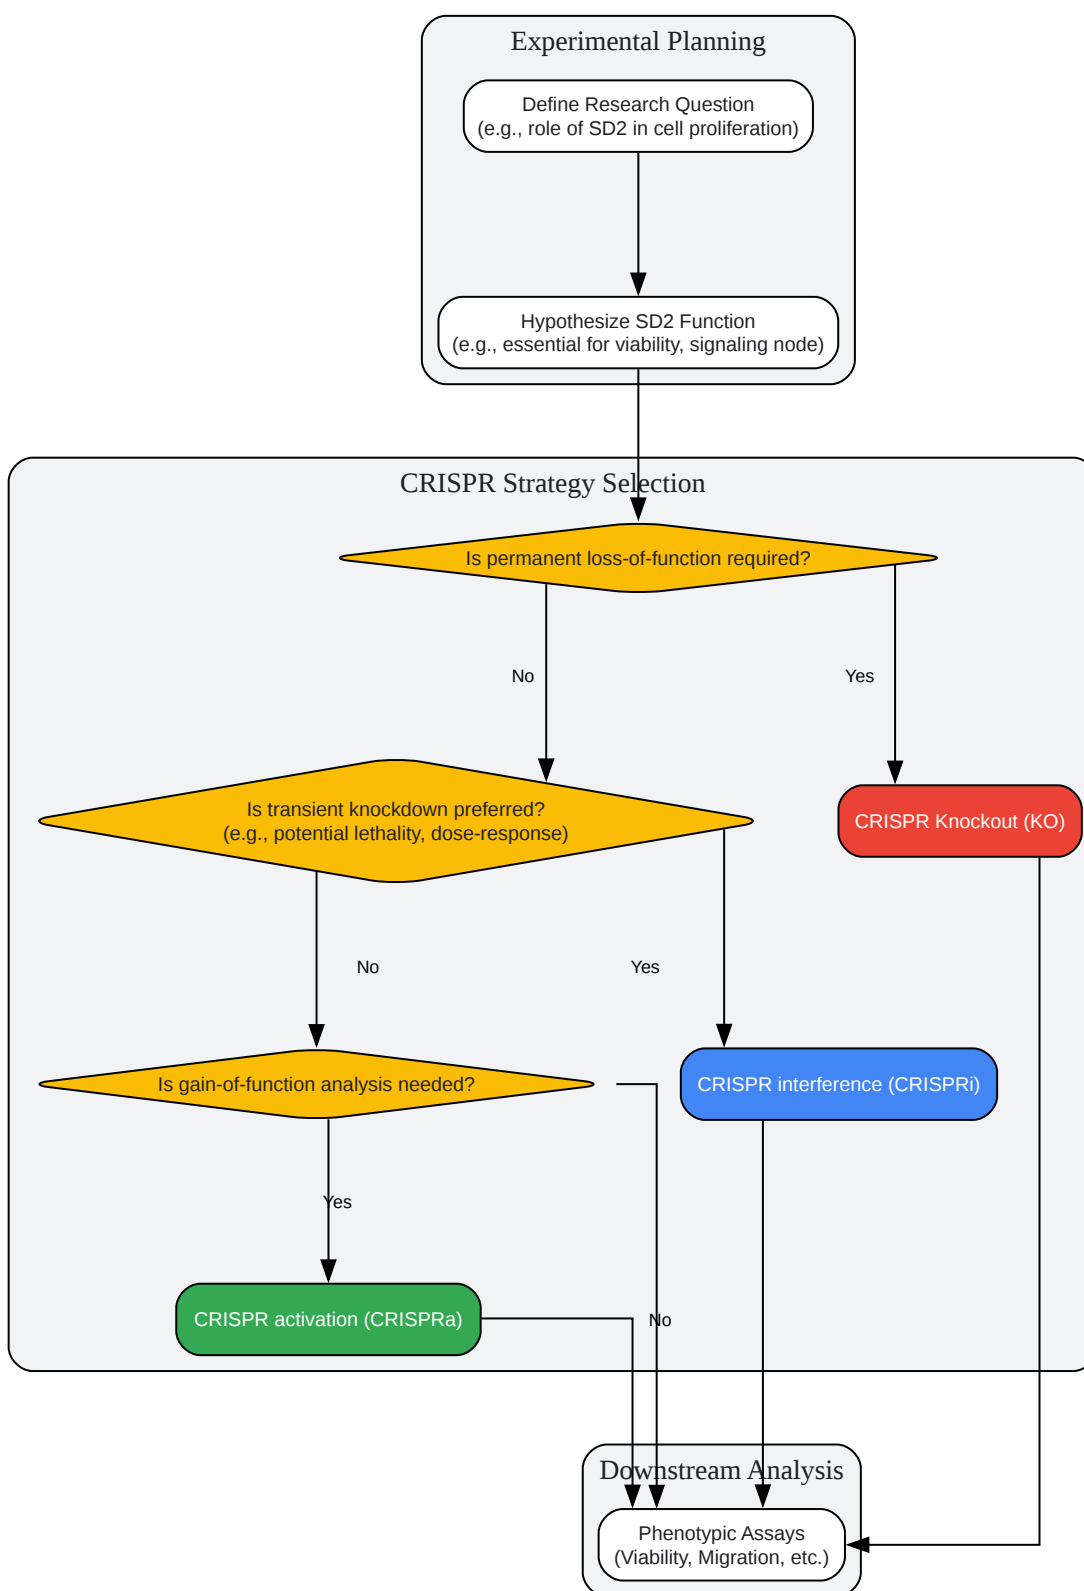 Experimental Planning
Define Research Question
(e.g., role of SD2 in cell proliferation)
Hypothesize SD2 Function
(e.g., essential for viability, signaling node)
CRISPR Strategy Selection
Is permanent loss-of-function required?
No
Yes
Is transient knockdown preferred?
(e.g., potential lethality, dose-response)
CRISPR Knockout (KO)
No
Yes
Is gain-of-function analysis needed?
CRISPR interference (CRISPRi)
Yes
CRISPR activation (CRISPRa)
No
Downstream Analysis
Phenotypic Assays
(Viability, Migration, etc.)